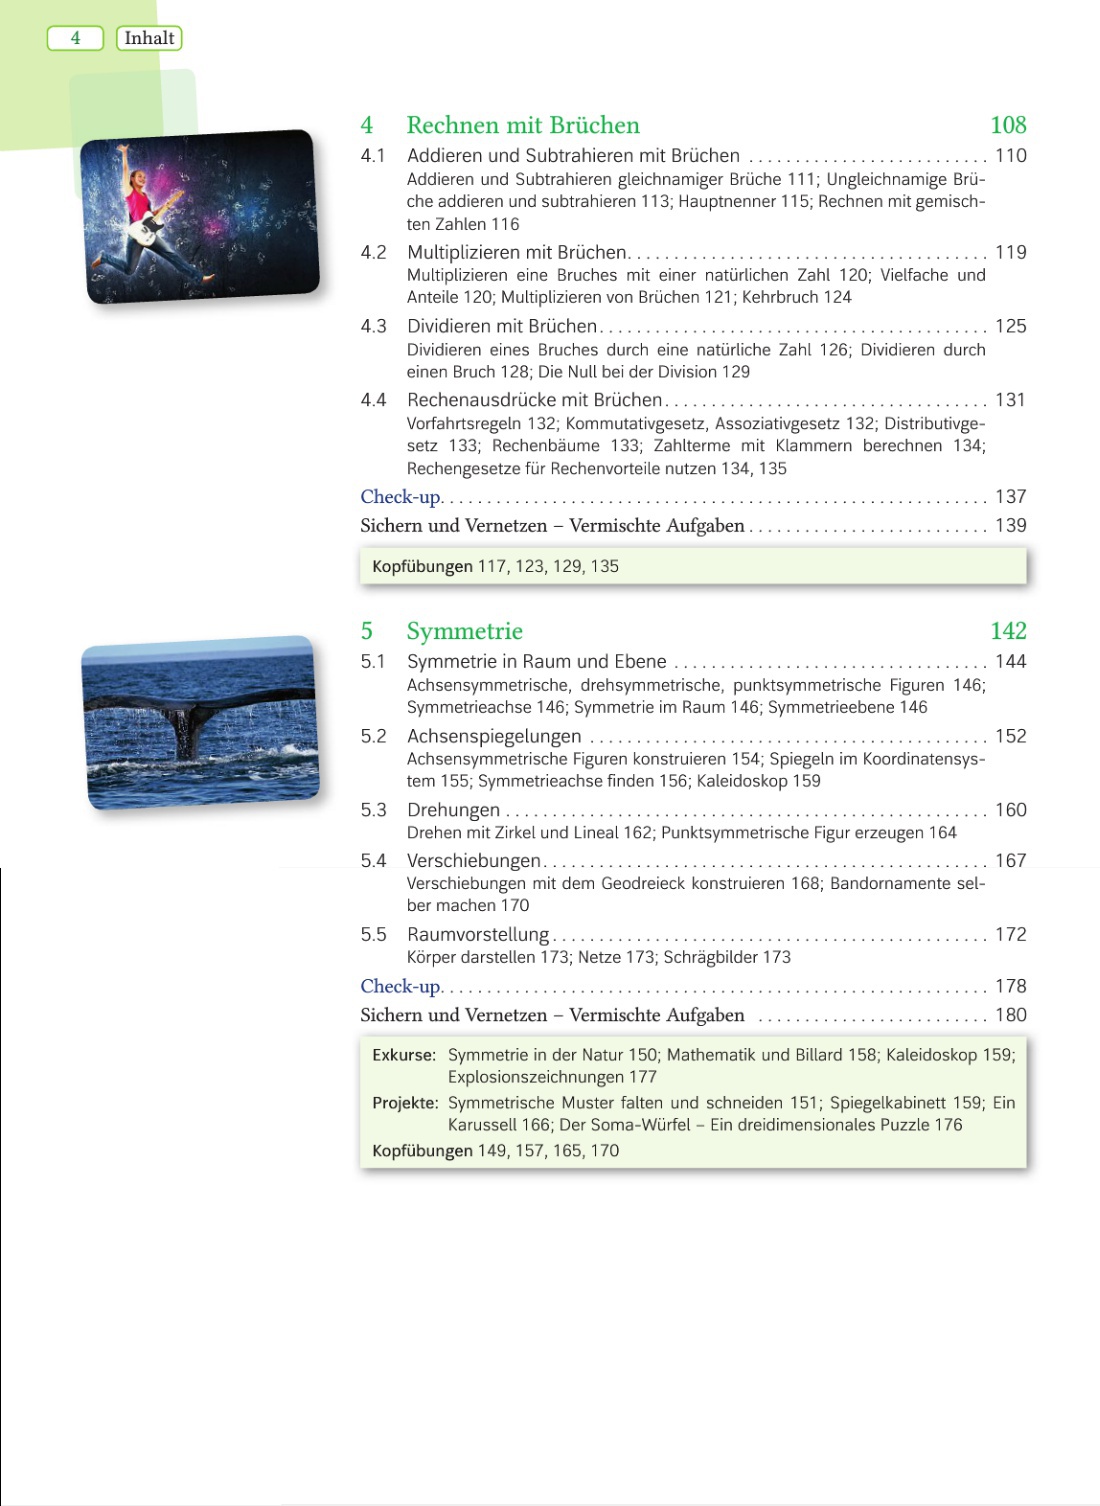 4 Inhalt
4 Rechnen mit Brüchen 108
4.1 Addieren und Subtrahieren mit Brüchen . . . . . . . . . . . . . . . . . . . . . . . . . . 110
Addieren und Subtrahieren gleichnamiger Brüche 111; Ungleichnamige Brü-
che addieren und subtrahieren 113; Hauptnenner 115; Rechnen mit gemisch-
ten Zahlen 116
4.2 Multiplizieren mit Brüchen. . . . . . . . . . . . . . . . . . . . . . . . . . . . . . . . . . . . . . . 119
Multiplizieren eine Bruches mit einer natürlichen Zahl 120; Vielfache und
Anteile 120; Multiplizieren von Brüchen 121; Kehrbruch 124
4.3 Dividieren mit Brüchen. . . . . . . . . . . . . . . . . . . . . . . . . . . . . . . . . . . . . . . . . . 125
Dividieren eines Bruches durch eine natürliche Zahl 126; Dividieren durch
einen Bruch 128; Die Null bei der Division 129
4.4 Rechenausdrücke mit Brüchen. . . . . . . . . . . . . . . . . . . . . . . . . . . . . . . . . . . 131
Vorfahrtsregeln 132; Kommutativgesetz, Assoziativgesetz 132; Distributivge-
setz 133; Rechenbäume 133; Zahlterme mit Klammern berechnen 134;
Rechengesetze für Rechenvorteile nutzen 134, 135
Check-up. . . . . . . . . . . . . . . . . . . . . . . . . . . . . . . . . . . . . . . . . . . . . . . . . . . . . . . . . . . 137
Sichern und Vernetzen – Vermischte Aufgaben . . . . . . . . . . . . . . . . . . . . . . . . . . 139
Kopfübungen 117, 123, 129, 135
5 Symmetrie 142
5.1 Symmetrie in Raum und Ebene . . . . . . . . . . . . . . . . . . . . . . . . . . . . . . . . . . 144
Achsensymmetrische, drehsymmetrische, punktsymmetrische Figuren 146;
Symmetrieachse 146; Symmetrie im Raum 146; Symmetrieebene 146
5.2 Achsenspiegelungen . . . . . . . . . . . . . . . . . . . . . . . . . . . . . . . . . . . . . . . . . . . 152
Achsensymmetrische Figuren konstruieren 154; Spiegeln im Koordinatensys-
tem 155; Symmetrieachse finden 156; Kaleidoskop 159
5.3 Drehungen . . . . . . . . . . . . . . . . . . . . . . . . . . . . . . . . . . . . . . . . . . . . . . . . . . . . 160
Drehen mit Zirkel und Lineal 162; Punktsymmetrische Figur erzeugen 164
5.4 Verschiebungen. . . . . . . . . . . . . . . . . . . . . . . . . . . . . . . . . . . . . . . . . . . . . . . . 167
Verschiebungen mit dem Geodreieck konstruieren 168; Bandornamente sel-
ber machen 170
5.5 Raumvorstellung . . . . . . . . . . . . . . . . . . . . . . . . . . . . . . . . . . . . . . . . . . . . . . . 172
Körper darstellen 173; Netze 173; Schrägbilder 173
Check-up. . . . . . . . . . . . . . . . . . . . . . . . . . . . . . . . . . . . . . . . . . . . . . . . . . . . . . . . . . . 178
Sichern und Vernetzen – Vermischte Aufgaben . . . . . . . . . . . . . . . . . . . . . . . . . 180
Exkurse: Symmetrie in der Natur 150; Mathematik und Billard 158; Kaleidoskop 159;
Explosionszeichnungen 177
Projekte: Symmetrische Muster falten und schneiden 151; Spiegelkabinett 159; Ein
Karussell 166; Der Soma-Würfel – Ein dreidimensionales Puzzle 176
Kopfübungen 149, 157, 165, 170